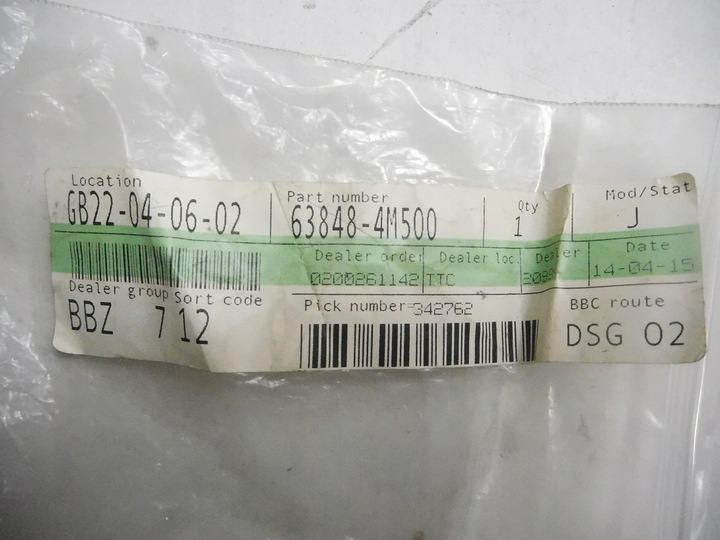 Location Part number Qty Mod/Stat
GB22-04-06-02 63848-4M500 1 J
Dealer order Dealer loc. Dealer Date
0200261142 TTC 14-04-15
Dealer group Sort code Pick number 342762 BBC route
BBZ 712 DSG 02